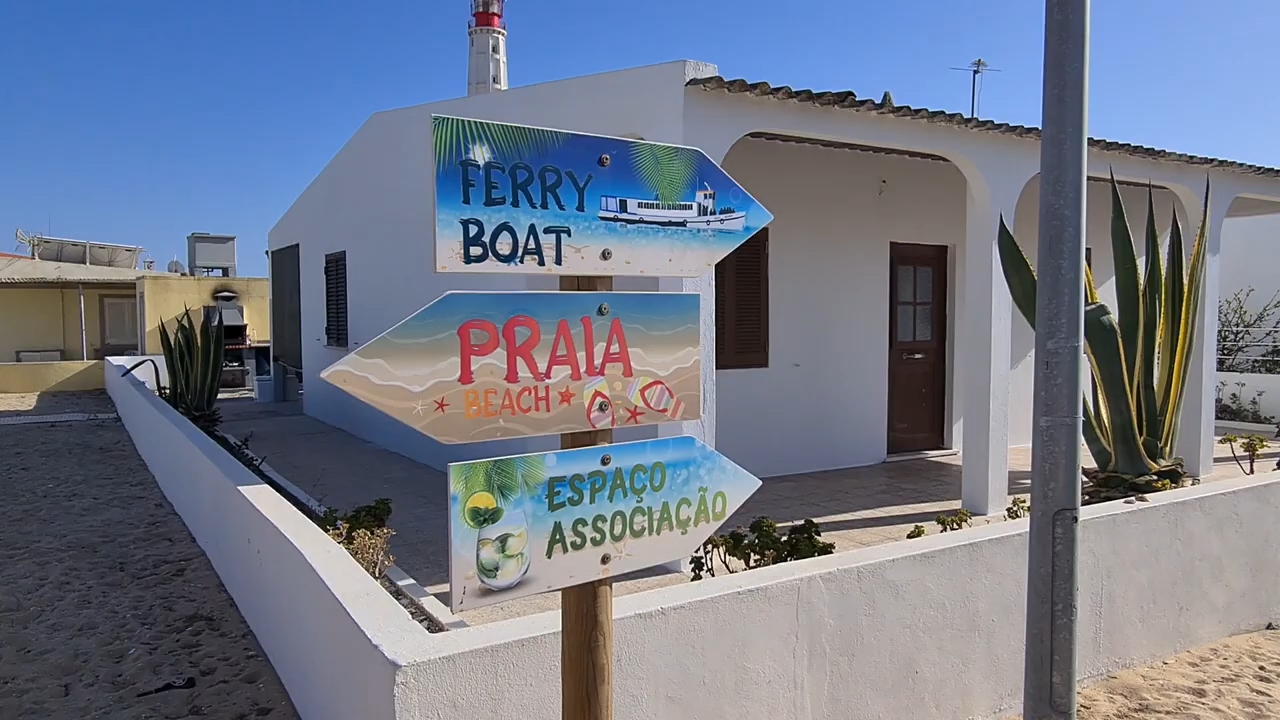 FERRY
BOAT
PRAIA
BEACH
ESPAÇO
ASSOCIAÇÃO